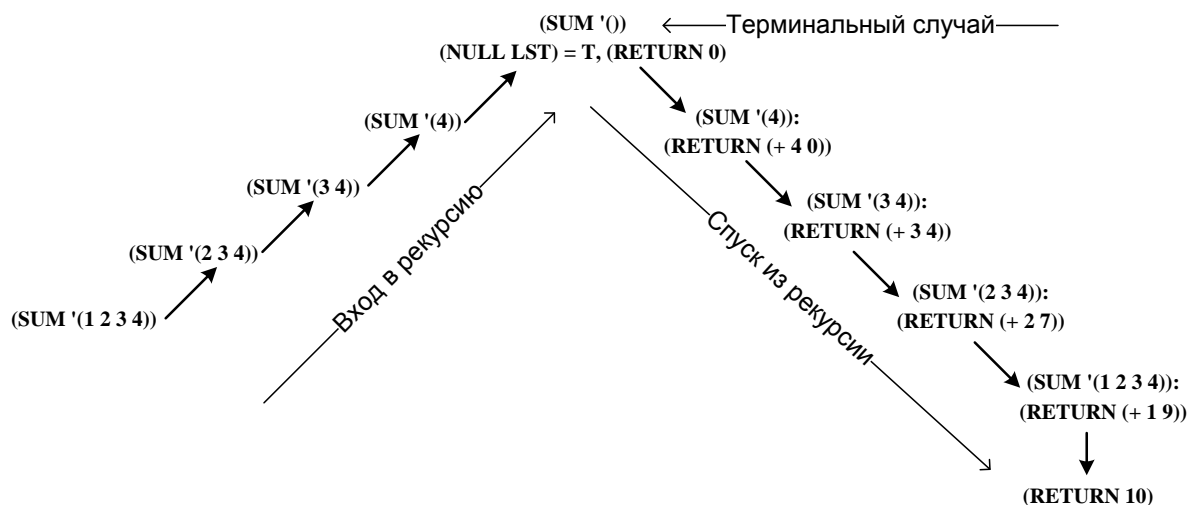 (SUM '())
Терминальный случай
(NULL LST) = T, (RETURN 0)
(SUM '(4))
(SUM '(3 4))
(SUM '(2 3 4))
(SUM '(1 2 3 4))
Вход в рекурсию
Спуск из рекурсии
(SUM '(4)):
(RETURN (+ 4 0))
(SUM '(3 4)):
(RETURN (+ 3 4))
(SUM '(2 3 4)):
(RETURN (+ 2 7))
(SUM '(1 2 3 4)):
(RETURN (+ 1 9))
(RETURN 10)